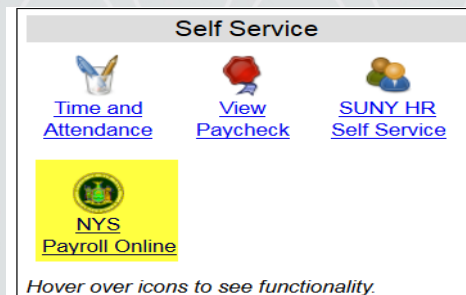 Self Service
Time and View SUNY HR
Attendance Paycheck Self Service
NYS
Payroll Online
Hover over icons to see functionality.